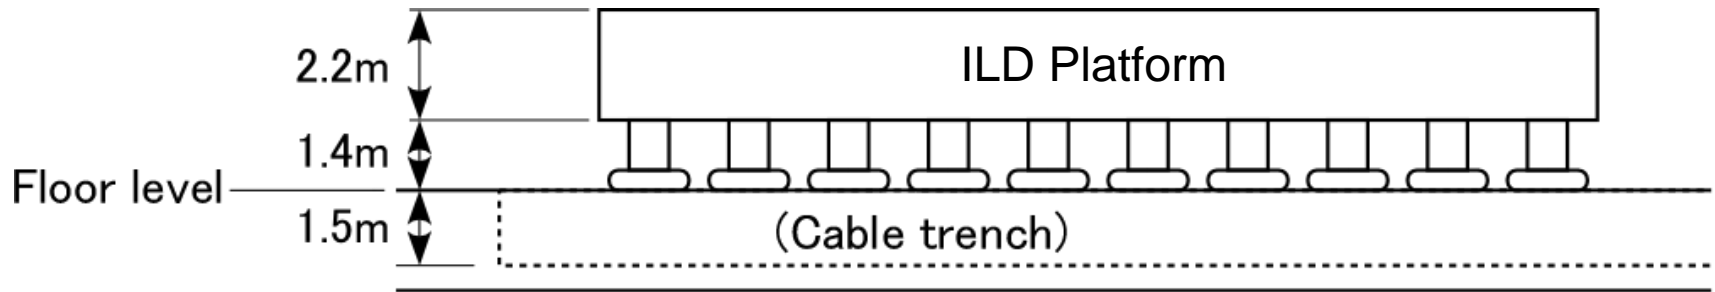 2.2m
ILD Platform
1.4m
Floor level
1.5m
(Cable trench)